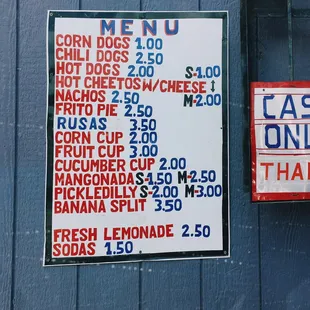 MENU
CORN DOGS 1.00
CHILI DOGS 2.50
HOT DOGS 2.00 S-1.00
HOT CHEETOS W/CHEESE
NACHOS 2.50 M-2.00
FRITO PIE 2.50
RUSAS 3.50
CORN CUP 2.00
FRUIT CUP 3.00
CUCUMBER CUP 2.00
MANGONADA S-1.50 M-2.50
PICKLEDILLY S-2.00 M-3.00
BANANA SPLIT 3.50
FRESH LEMONADE 2.50
SODAS 1.50